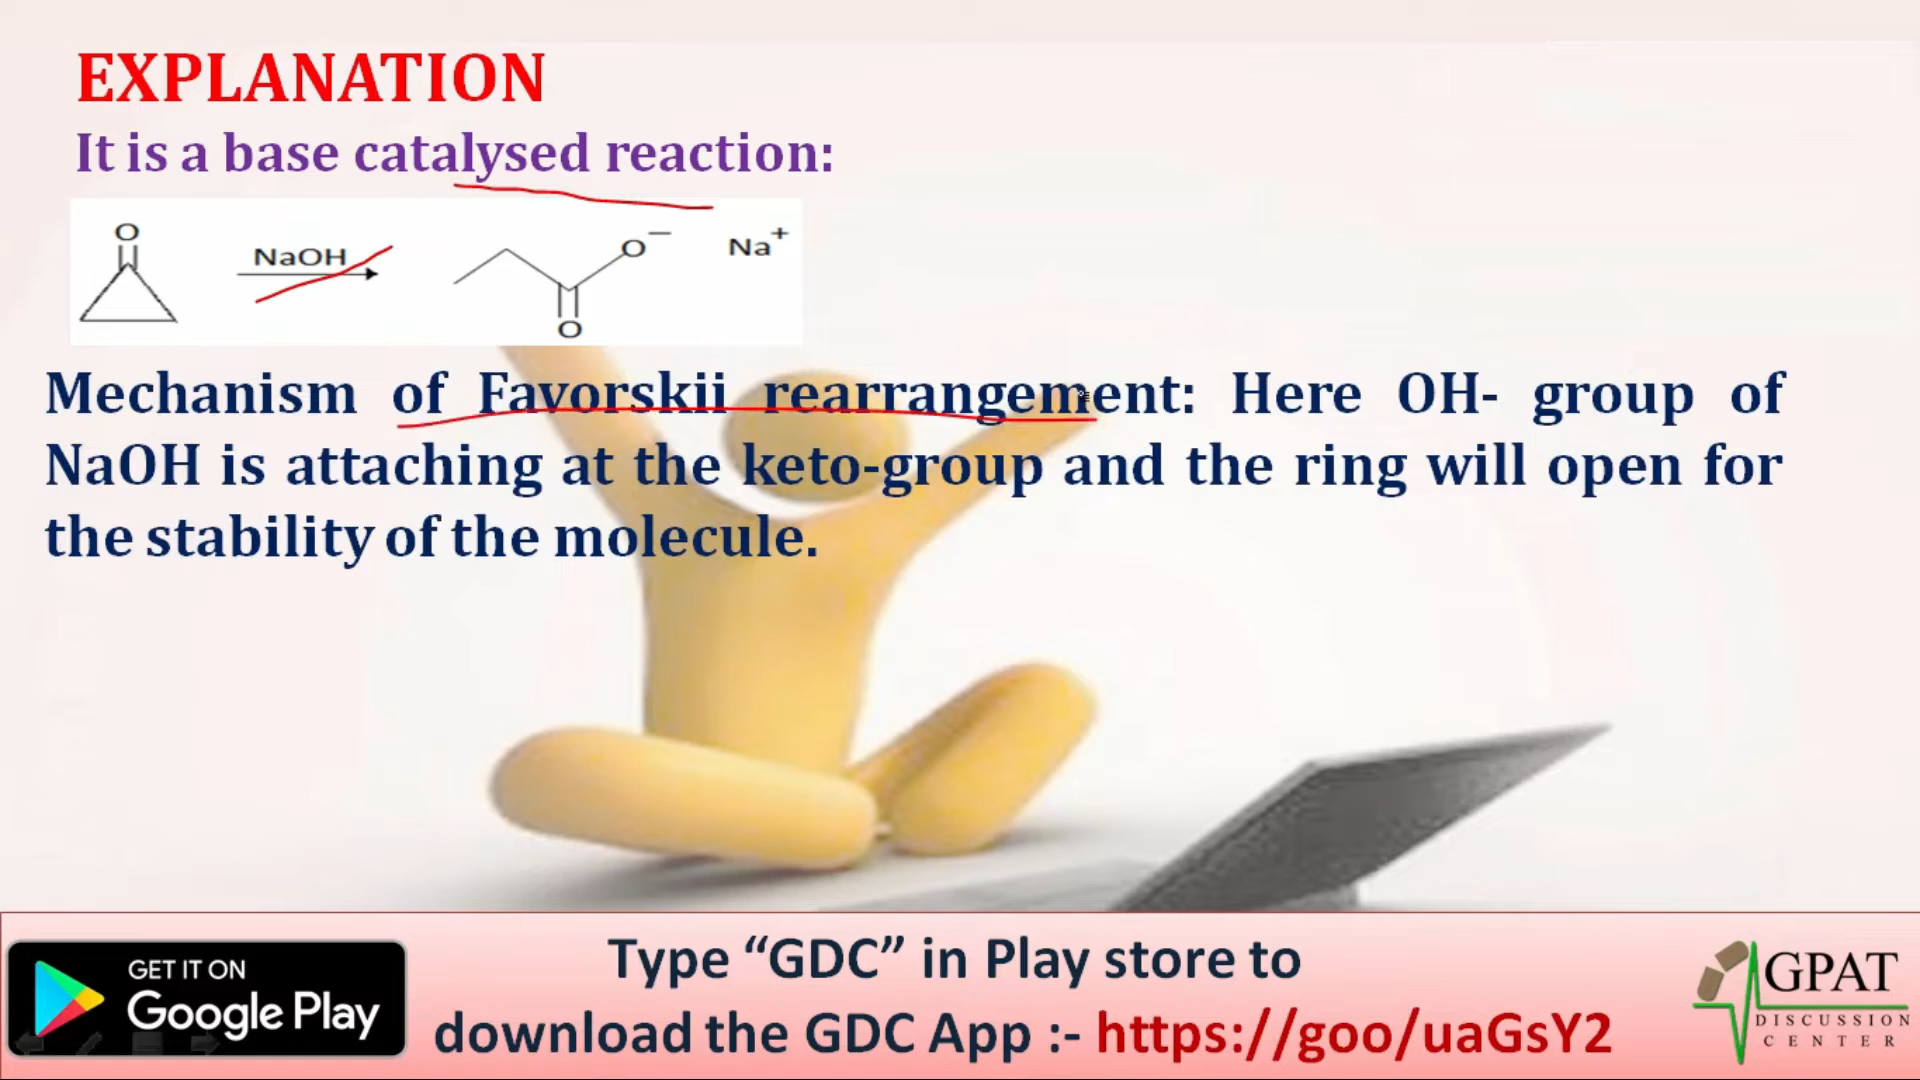 EXPLANATION
It is a base catalysed reaction:
O
NaOH
O
−
Na
+
O
Mechanism of Favorskii rearrangement: Here OH- group of
NaOH is attaching at the keto-group and the ring will open for
the stability of the molecule.
GET IT ON
Google Play
Type “GDC” in Play store to
download the GDC App :- https://goo/uaGsY2
GPAT
DISCUSSION
CENTER